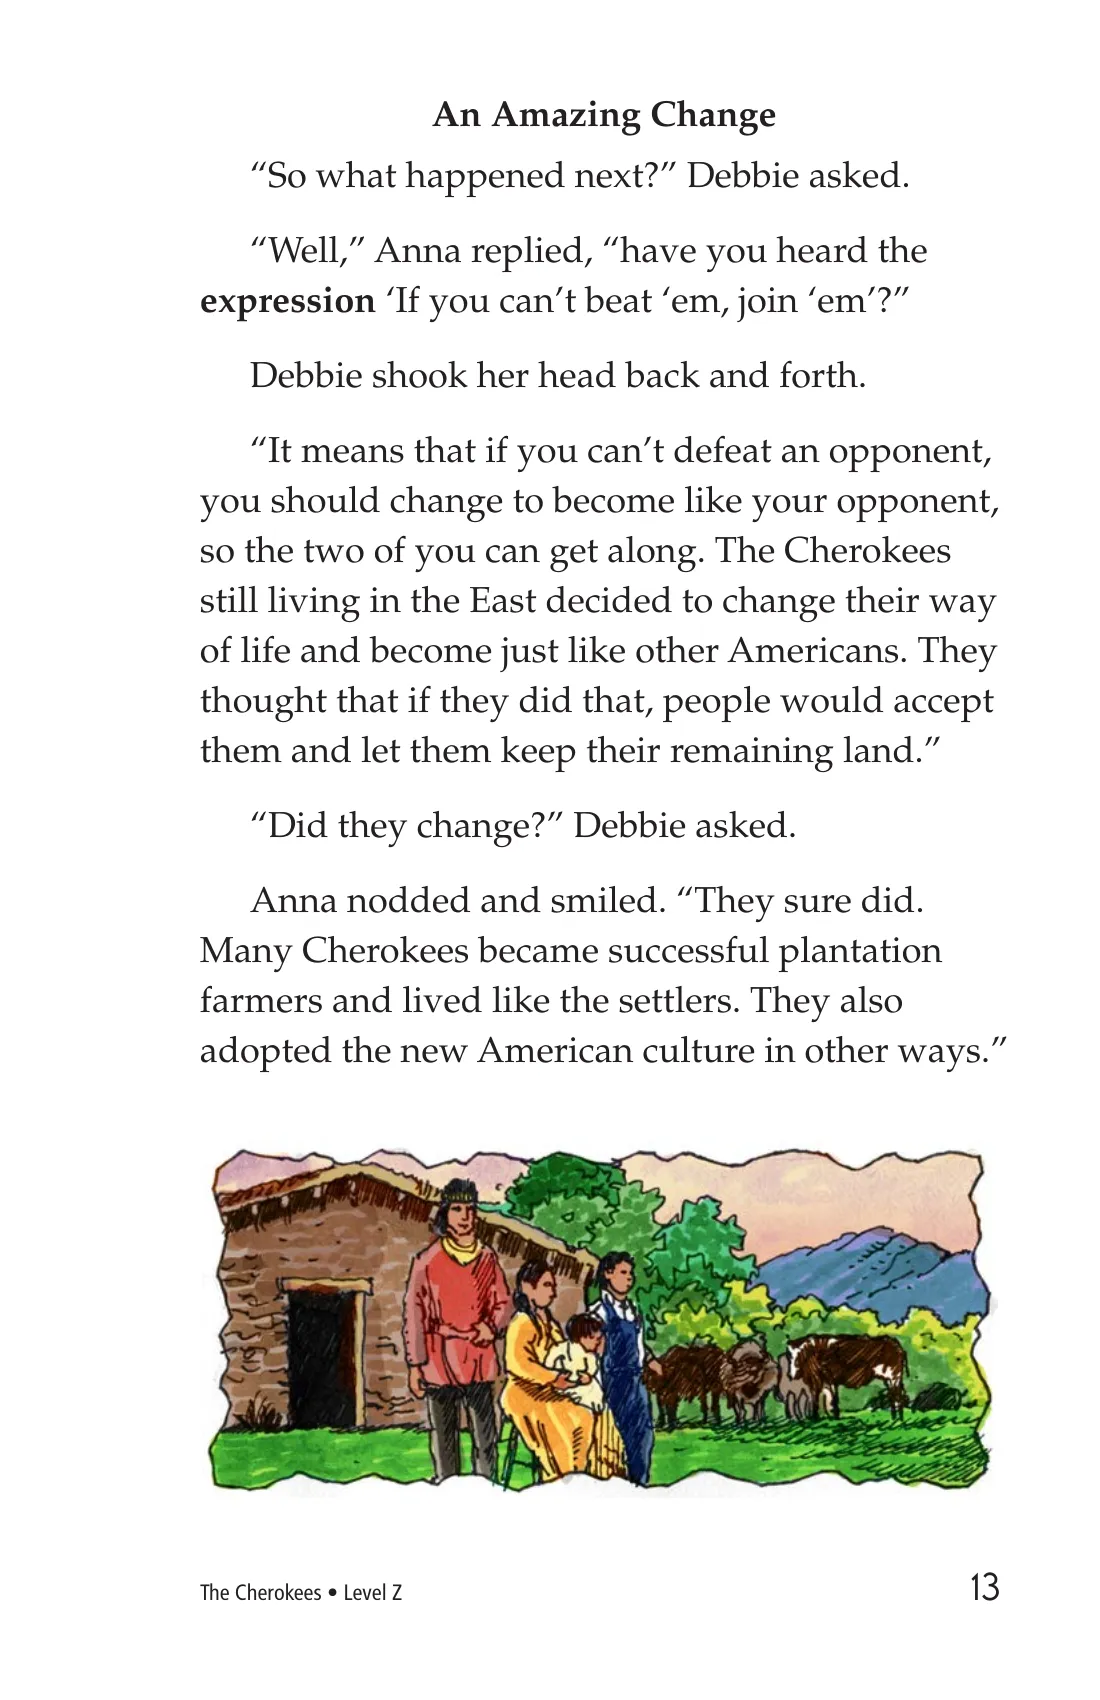 An Amazing Change
“So what happened next?” Debbie asked.
“Well,” Anna replied, “have you heard the
expression ‘If you can’t beat ‘em, join ‘em’?”
Debbie shook her head back and forth.
“It means that if you can’t defeat an opponent,
you should change to become like your opponent,
so the two of you can get along. The Cherokees
still living in the East decided to change their way
of life and become just like other Americans. They
thought that if they did that, people would accept
them and let them keep their remaining land.”
“Did they change?” Debbie asked.
Anna nodded and smiled. “They sure did.
Many Cherokees became successful plantation
farmers and lived like the settlers. They also
adopted the new American culture in other ways.”
The Cherokees • Level Z
13